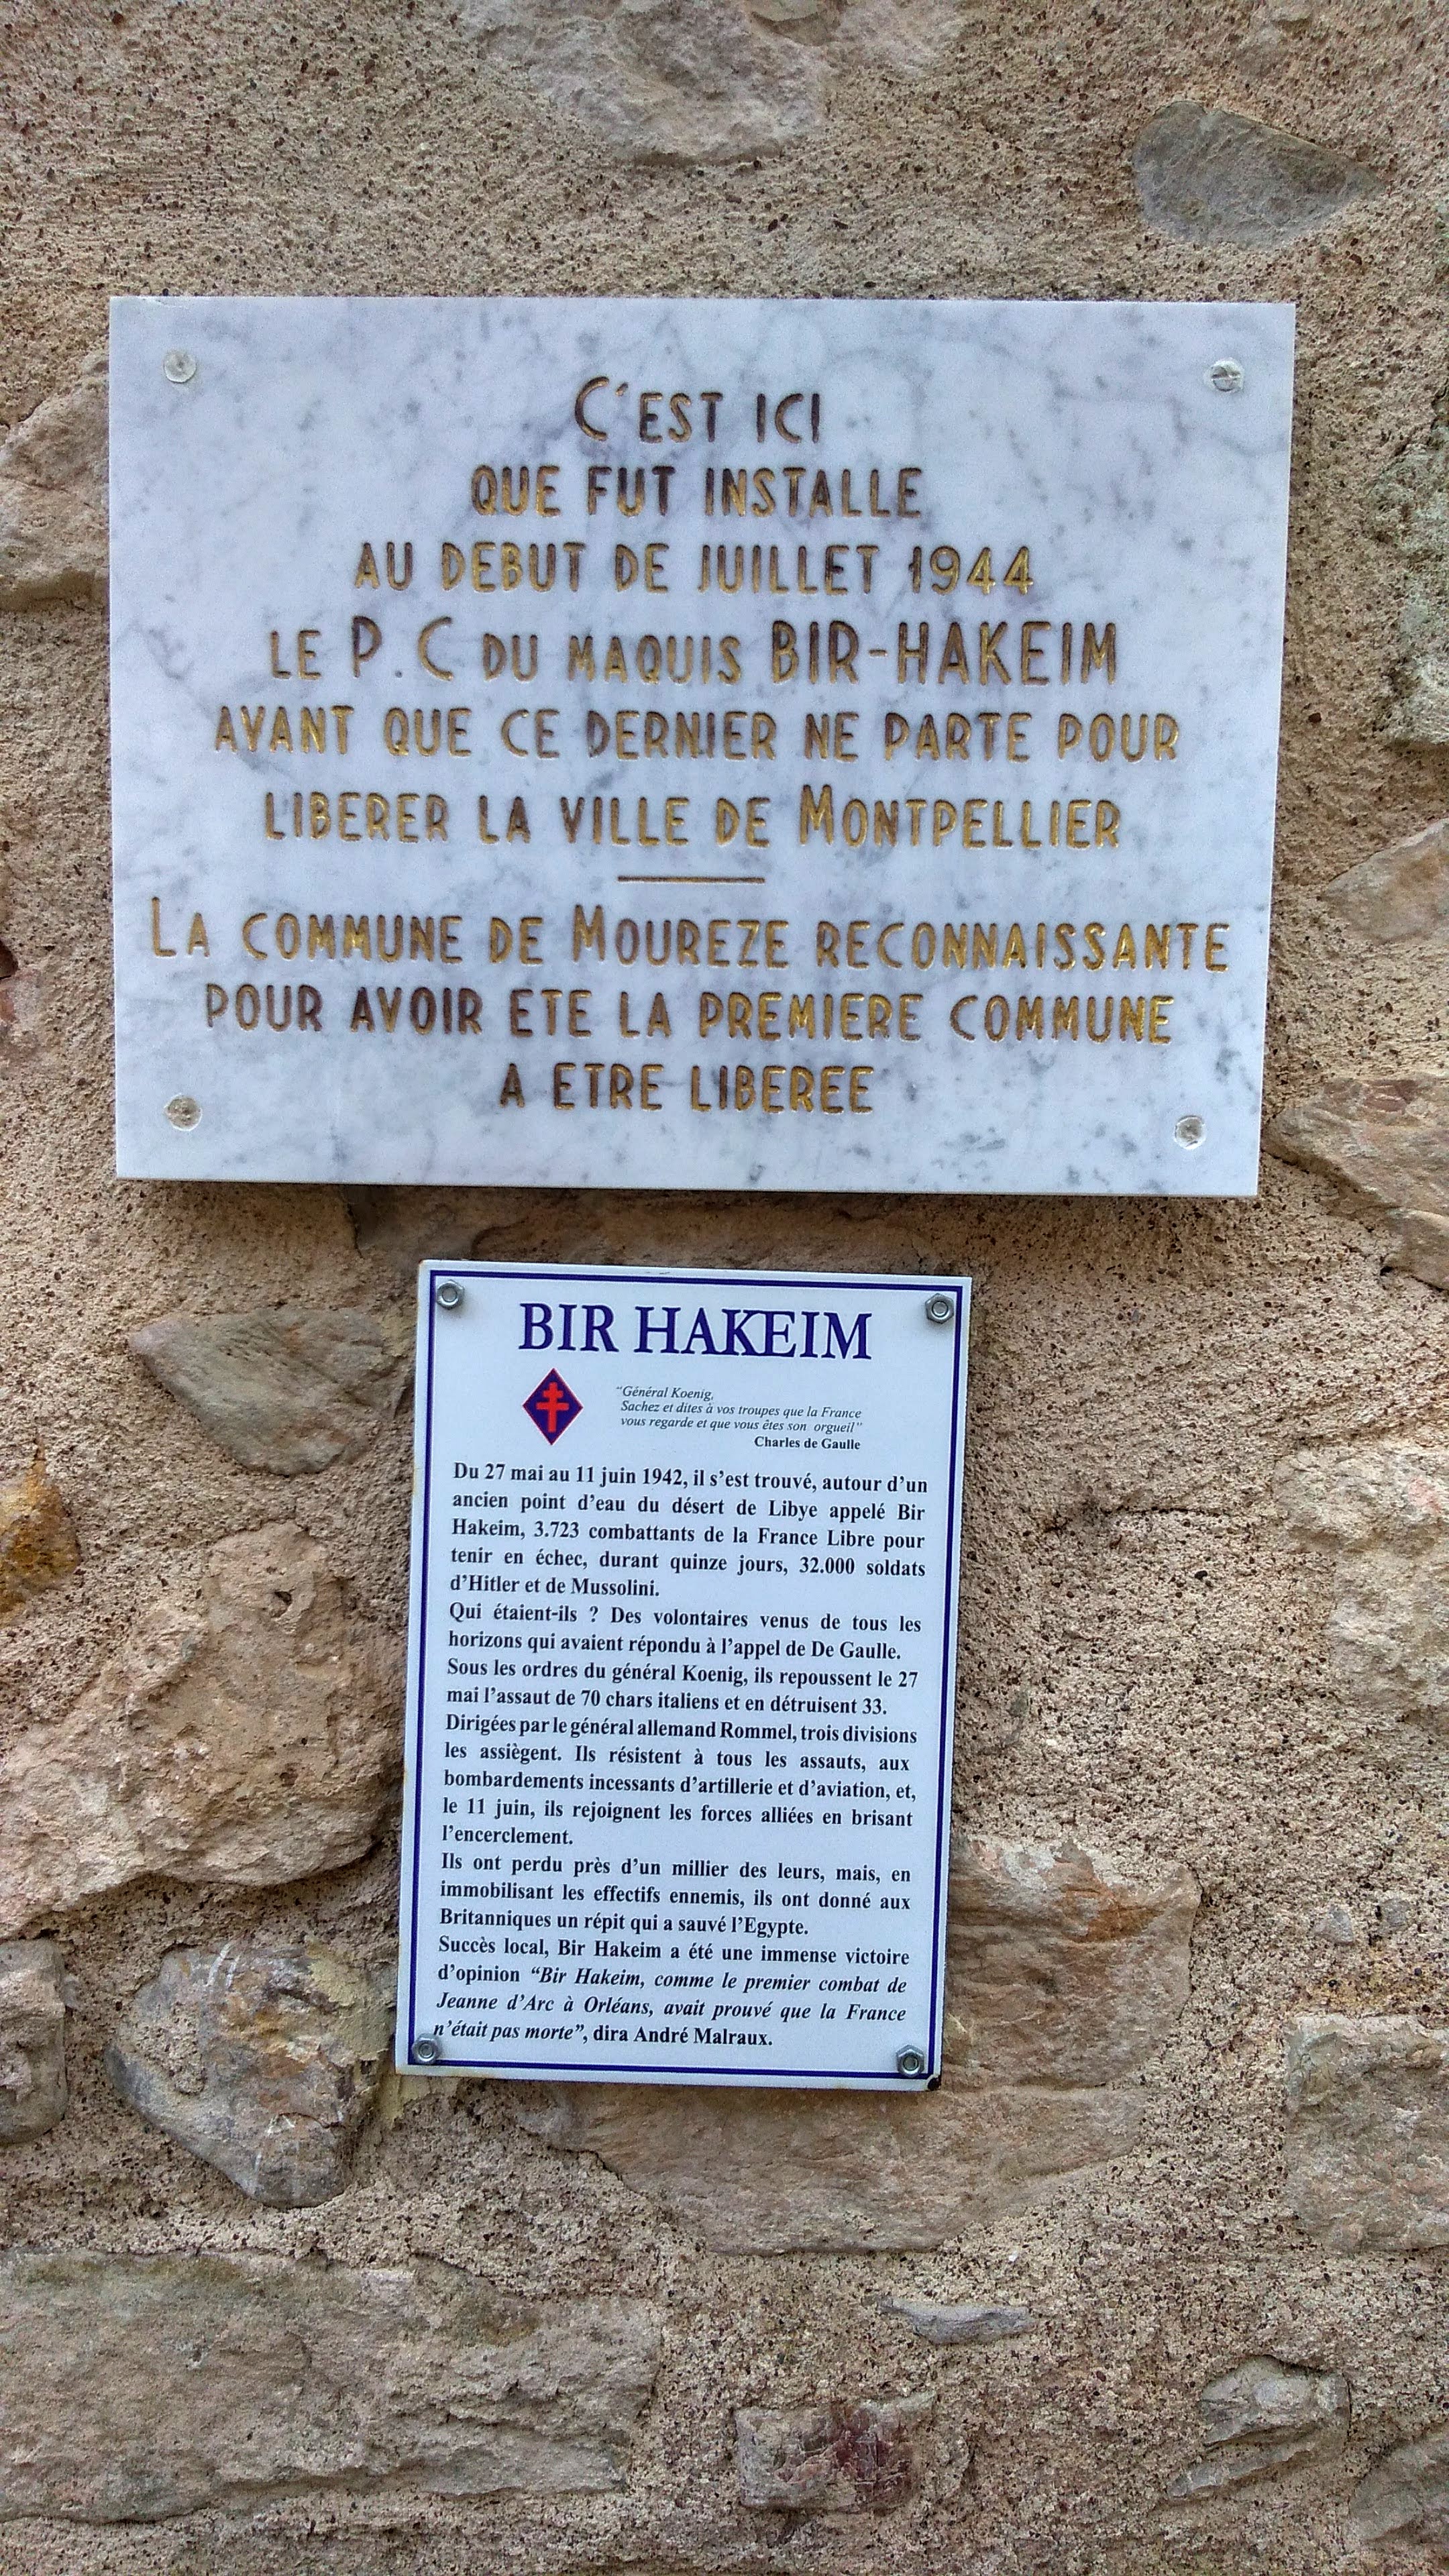 C'EST ICI
QUE FUT INSTALLE
AU DEBUT DE JUILLET 1944
LE P.C DU MAQUIS BIR-HAKEIM
AVANT QUE CE DERNIER NE PARTE POUR
LIBERER LA VILLE DE MONTPELLIER
LA COMMUNE DE MOUREZE RECONNAISSANTE
POUR AVOIR ETE LA PREMIERE COMMUNE
A ETRE LIBEREE
BIR HAKEIM
"Général Koenig,
Sachez et dites à vos troupes que la France
vous regarde et que vous êtes son orgueil"
Charles de Gaulle
Du 27 mai au 11 juin 1942, il s'est trouvé, autour d'un
ancien point d'eau du désert de Libye appelé Bir
Hakeim, 3.723 combattants de la France Libre pour
tenir en échec, durant quinze jours, 32.000 soldats
d'Hitler et de Mussolini.
Qui étaient-ils ? Des volontaires venus de tous les
horizons qui avaient répondu à l'appel de De Gaulle.
Sous les ordres du général Koenig, ils repoussent le 27
mai l'assaut de 70 chars italiens et en détruisent 33.
Dirigées par le général allemand Rommel, trois divisions
les assiègent. Ils résistent à tous les assauts, aux
bombardements incessants d'artillerie et d'aviation, et,
le 11 juin, ils rejoignent les forces alliées en brisant
l'encerclement.
Ils ont perdu près d'un millier des leurs, mais, en
immobilisant les effectifs ennemis, ils ont donné aux
Britanniques un répit qui a sauvé l'Egypte.
Succès local, Bir Hakeim a été une immense victoire
d'opinion "Bir Hakeim, comme le premier combat de
Jeanne d'Arc à Orléans, avait prouvé que la France
n'était pas morte", dira André Malraux.